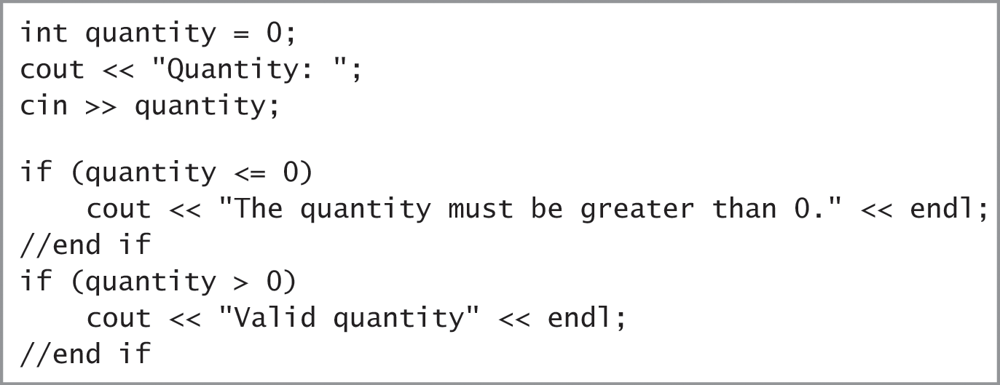 int quantity = 0;
cout << "Quantity: ";
cin >> quantity;
if (quantity <= 0)
    cout << "The quantity must be greater than 0." << endl;
//end if
if (quantity > 0)
    cout << "Valid quantity" << endl;
//end if